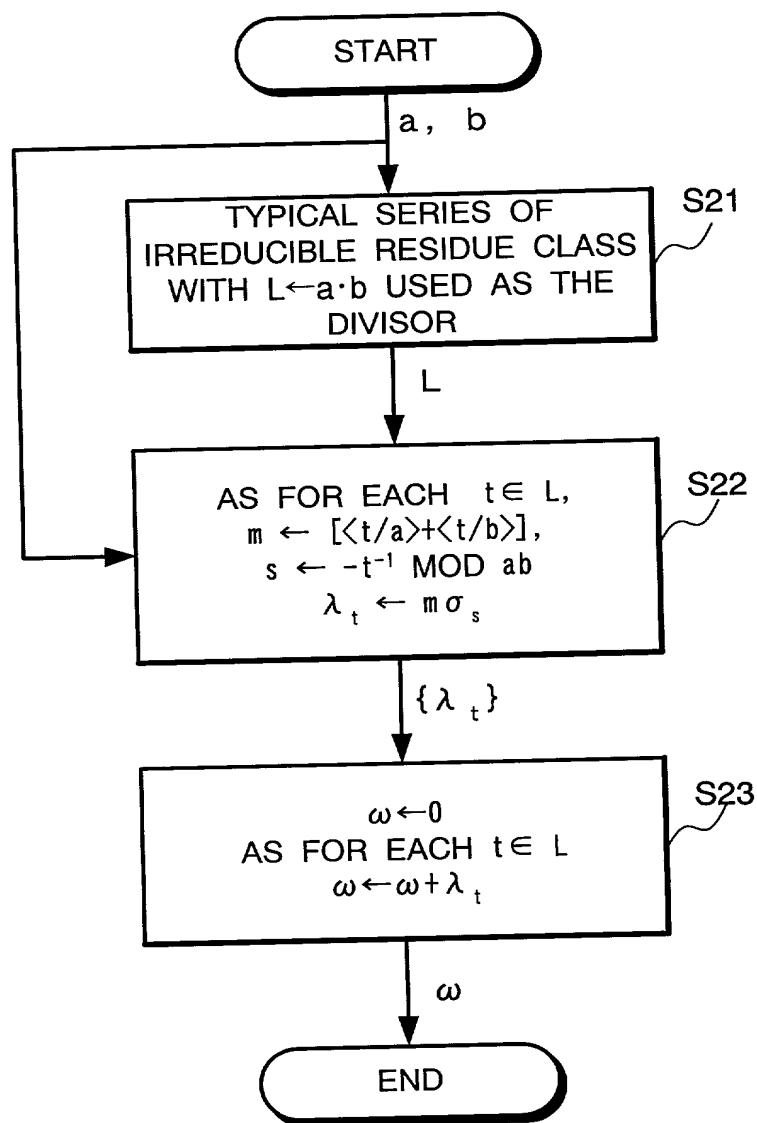 START
a, b
S21
TYPICAL SERIES OF
IRREDUCIBLE RESIDUE CLASS
WITH L←a·b USED AS THE
DIVISOR
L
S22
AS FOR EACH t∈ L,
m ← [<t/a>+<t/b>],
s ← -t⁻¹ MOD ab
λₜ ← mσₛ
{λₜ}
S23
ω←0
AS FOR EACH t∈ L
ω←ω+λₜ
ω
END